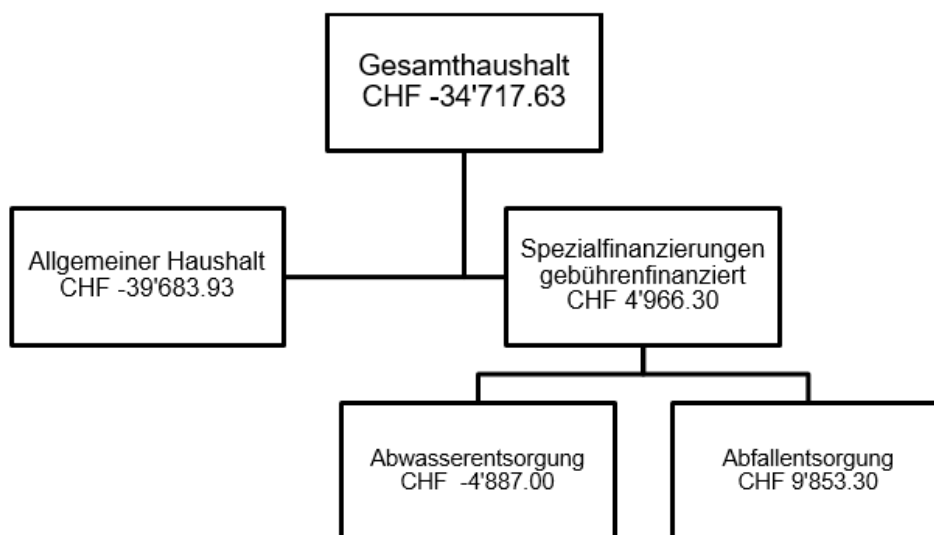 Gesamthaushalt
CHF -34'717.63
Allgemeiner Haushalt
CHF -39'683.93
Spezialfinanzierungen
gebührenfinanziert
CHF 4'966.30
Abwasserentsorgung
CHF  -4'887.00
Abfallentsorgung
CHF 9'853.30